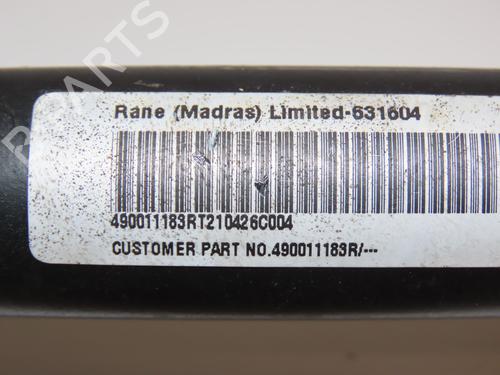 Rane (Madras) Limited-631604
490011183RT210426C004
CUSTOMER PART NO.490011183R/---